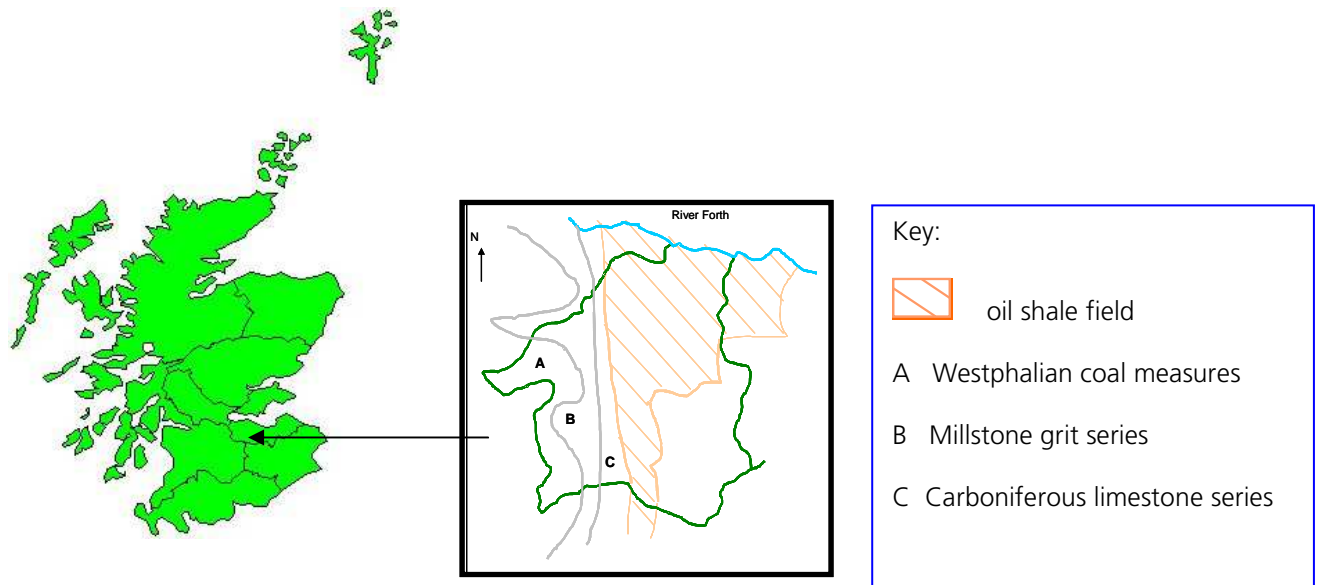 River Forth
N
A
B
C
Key:
oil shale field
A Westphalian coal measures
B Millstone grit series
C Carboniferous limestone series